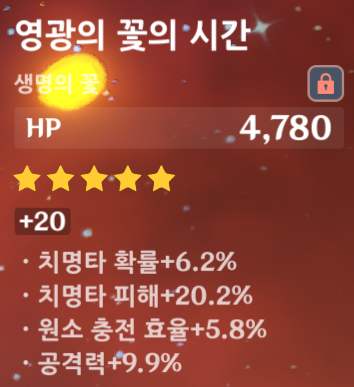 영광의 꽃의 시간
생명의 꽃
HP 4,780
+20
· 치명타 확률+6.2%
· 치명타 피해+20.2%
· 원소 충전 효율+5.8%
· 공격력+9.9%